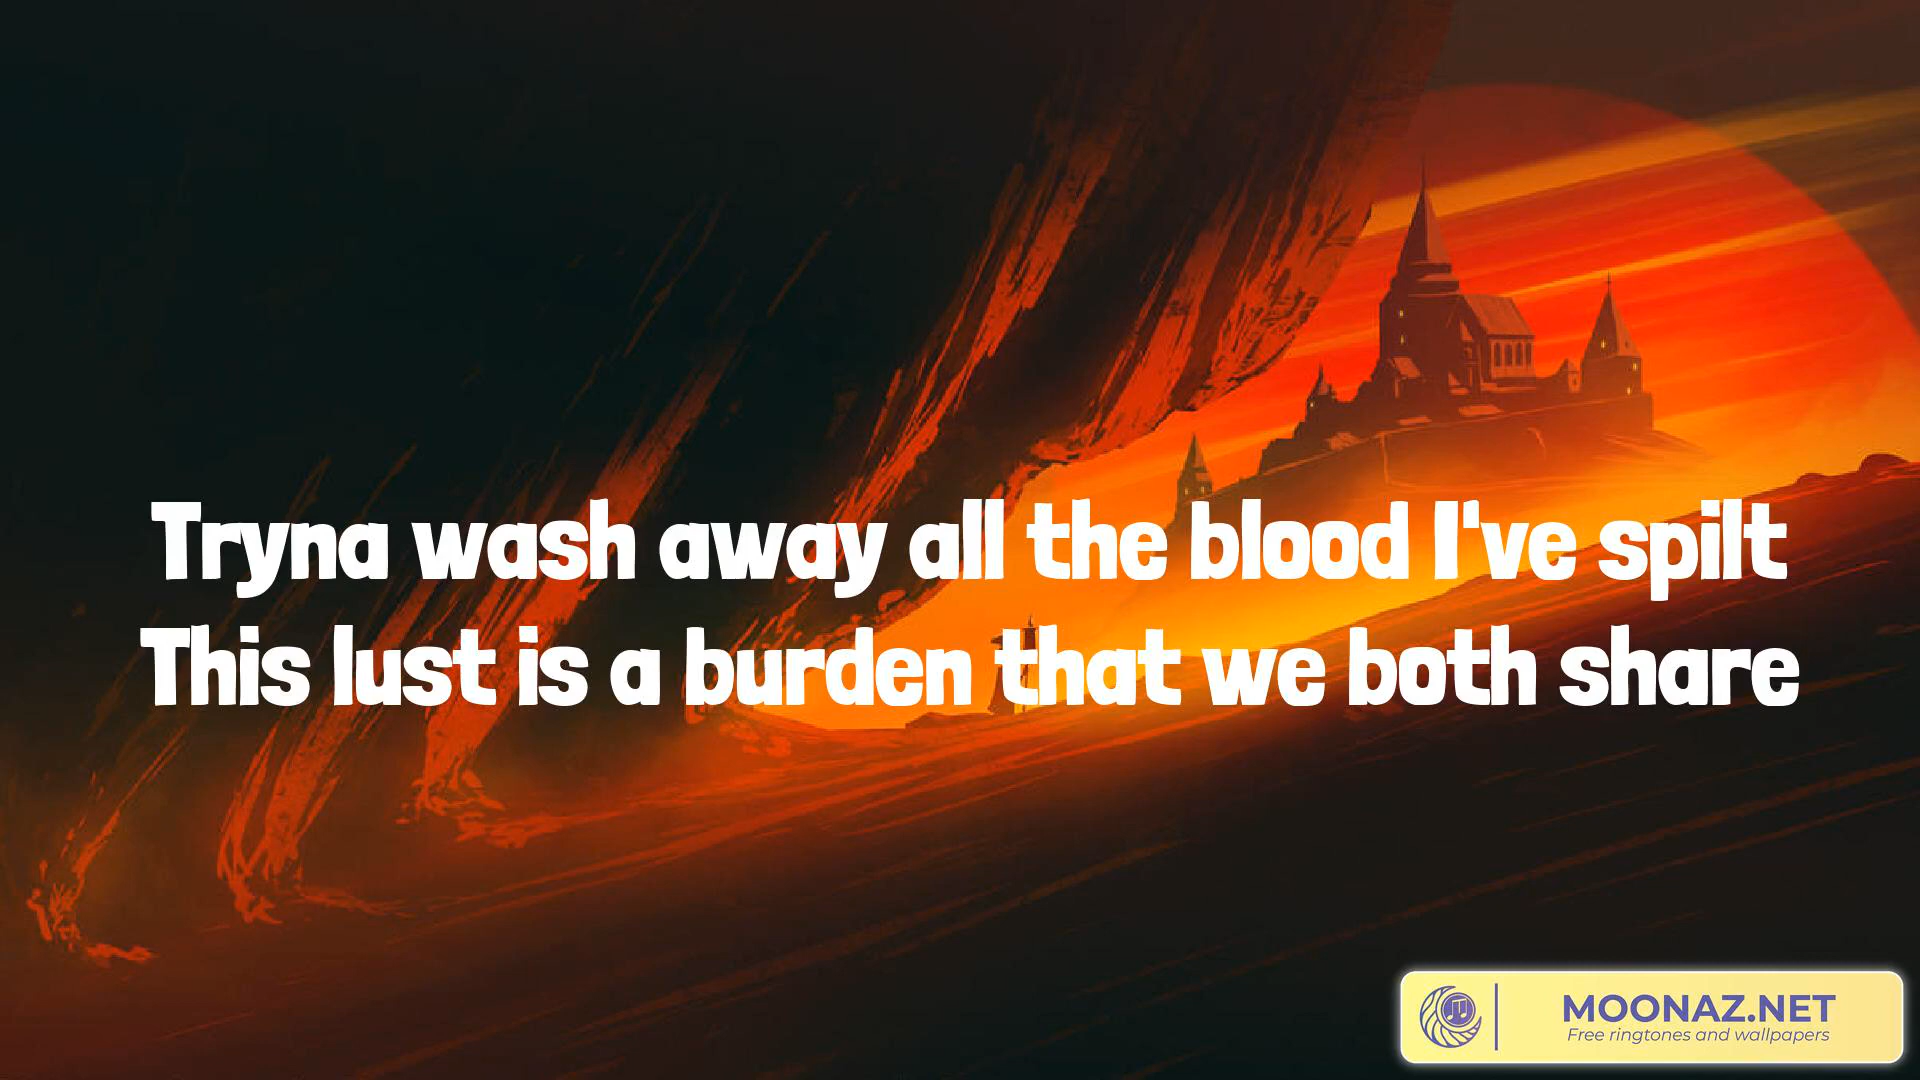 Tryna wash away all the blood I've spilt
This lust is a burden that we both share
MOONAZ.NET
Free ringtones and wallpapers